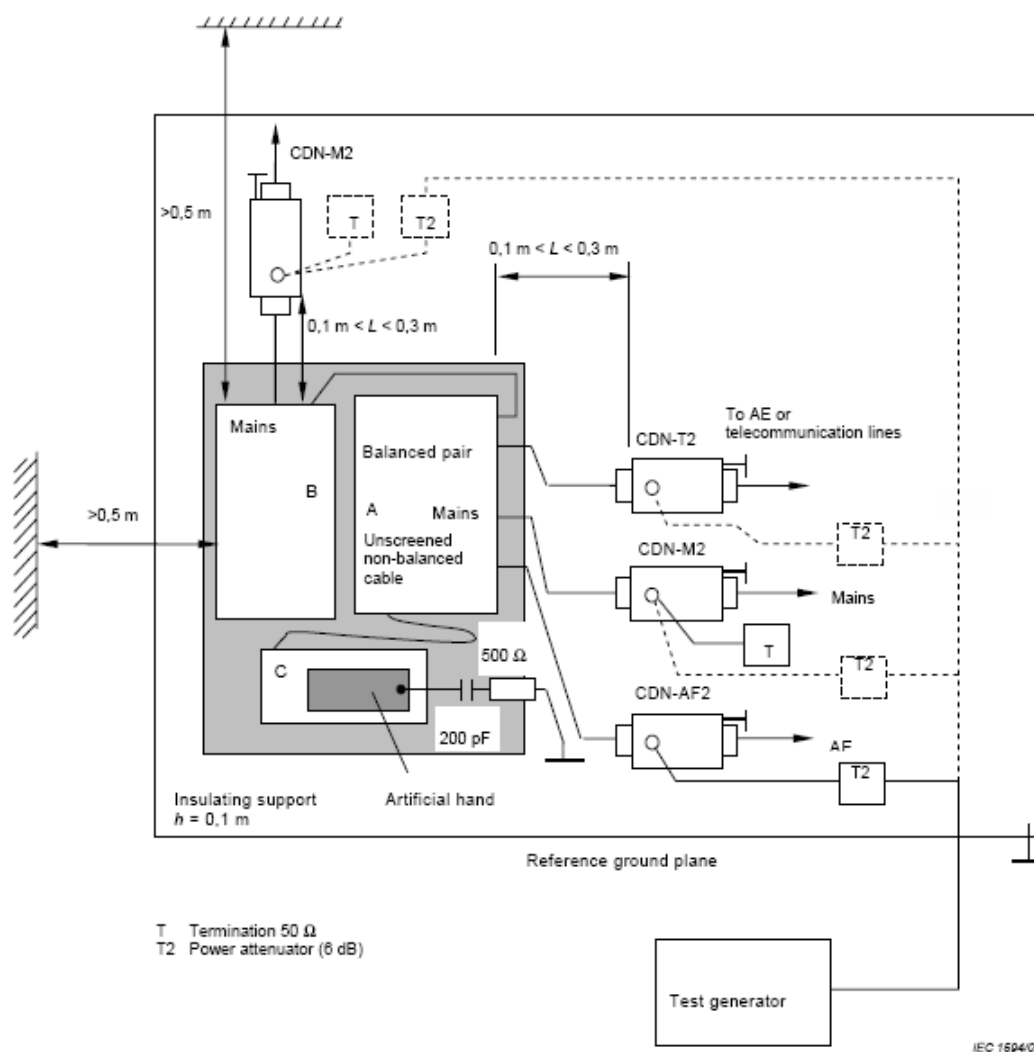 CDN-M2
>0,5 m
T
T2
0,1 m < L < 0,3 m
0,1 m < L < 0,3 m
Mains
B
Balanced pair
A
Mains
Unscreened
non-balanced
cable
CDN-T2
To AE or
telecommunication lines
>0,5 m
T2
CDN-M2
Mains
T
T2
C
500 Ω
200 pF
CDN-AF2
AE
T2
Insulating support
h = 0,1 m
Artificial hand
Reference ground plane
T Termination 50 Ω
T2 Power attenuator (6 dB)
Test generator